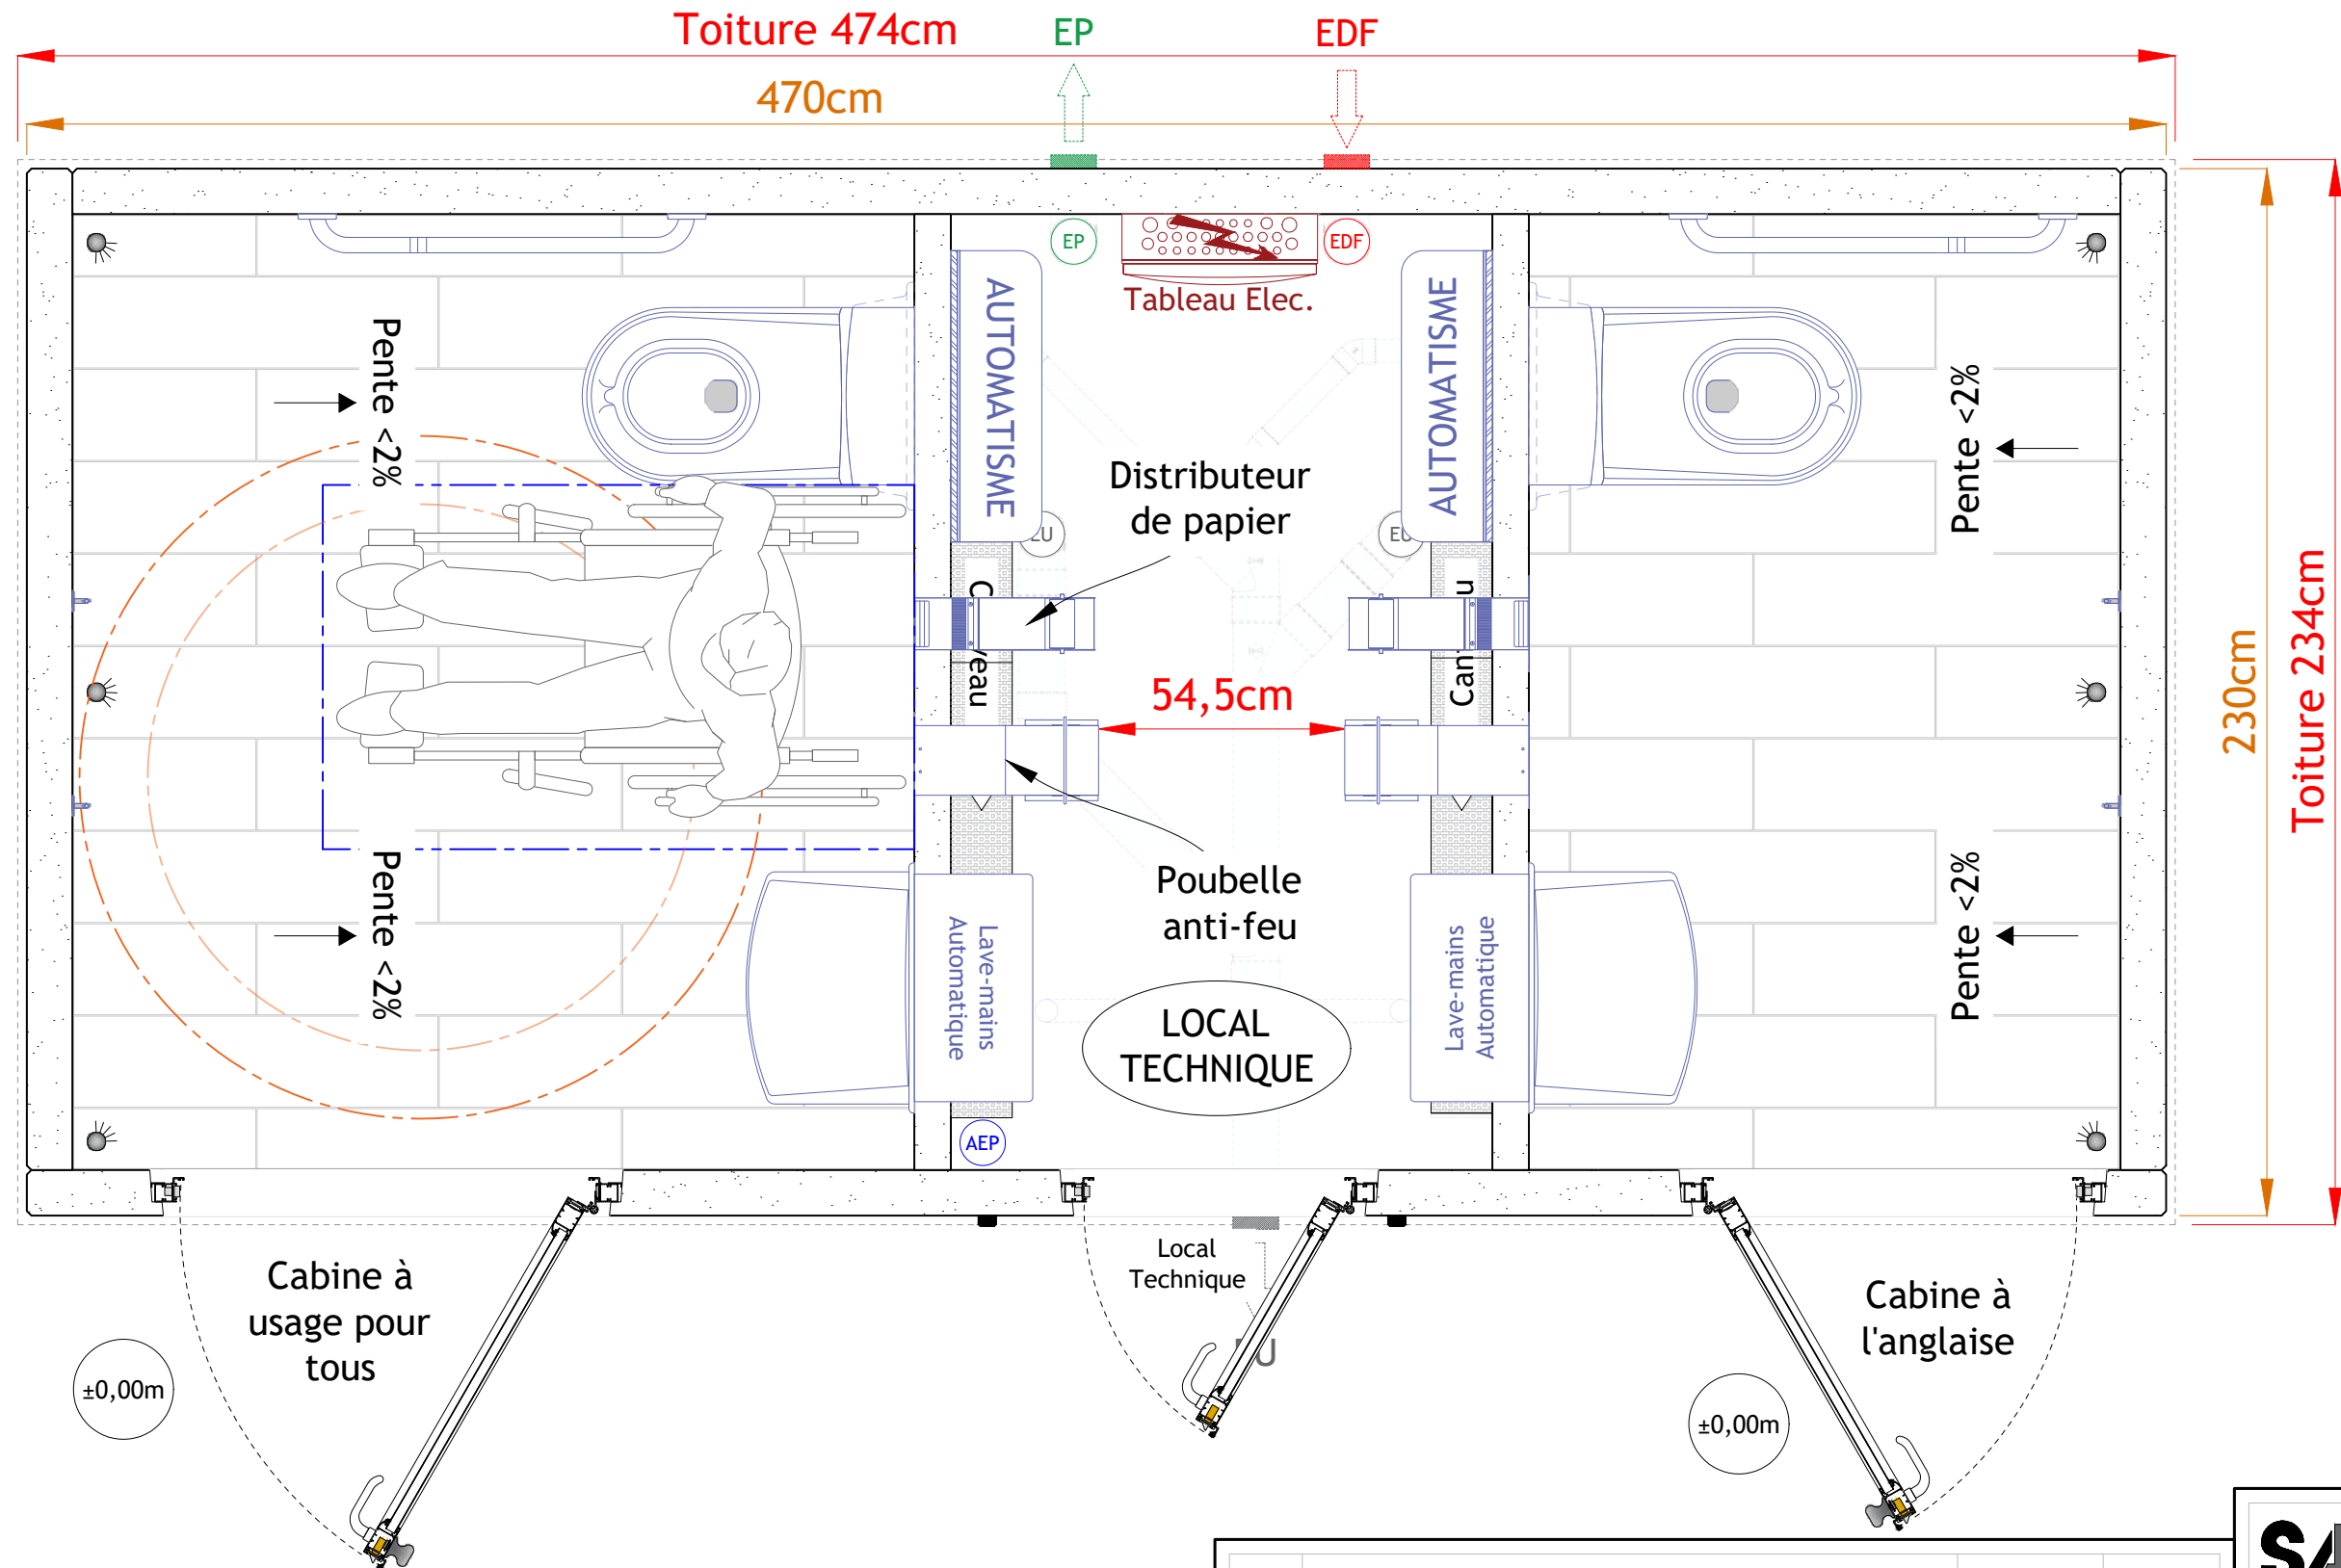 Toiture 474cm
EP
EDF
470cm
EP
EDF
Tableau Elec.
AUTOMATISME
AUTOMATISME
Pente <2%
Pente <2%
Distributeur
de papier
EU
54,5cm
230cm
Toiture 234cm
Poubelle
anti-feu
Pente <2%
Pente <2%
Lave-mains
Automatique
Lave-mains
Automatique
LOCAL
TECHNIQUE
AEP
Cabine à
usage pour
tous
Local
Technique
Cabine à
l'anglaise
±0,00m
±0,00m